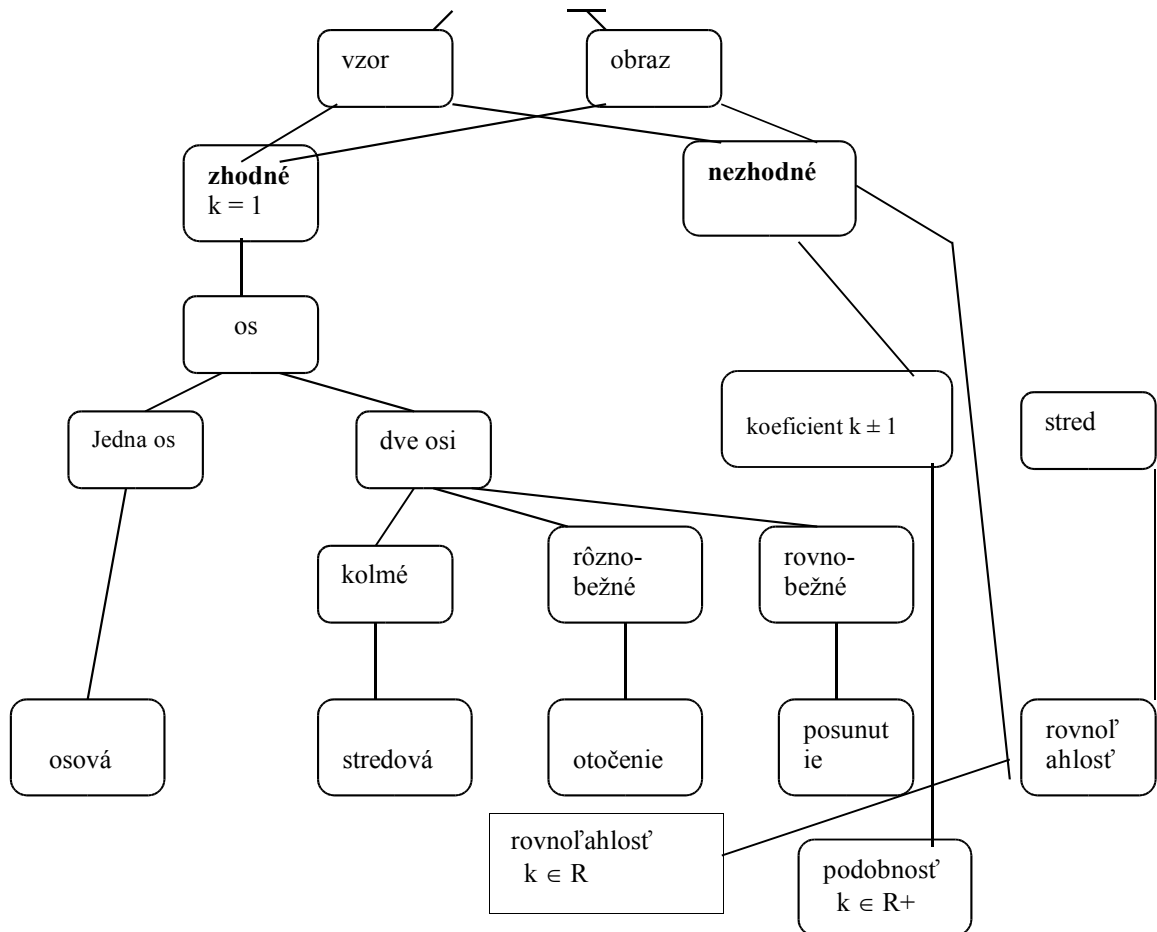 vzor
obraz
zhodné
k = 1
nezhodné
os
Jedna os
dve osi
koeficient k ± 1
stred
kolmé
rôzno-
bežné
rovno-
bežné
osová
stredová
otočenie
posunut
ie
rovnoľ
ahlosť
rovnoľahlosť
k ∈ R
podobnosť
k ∈ R+